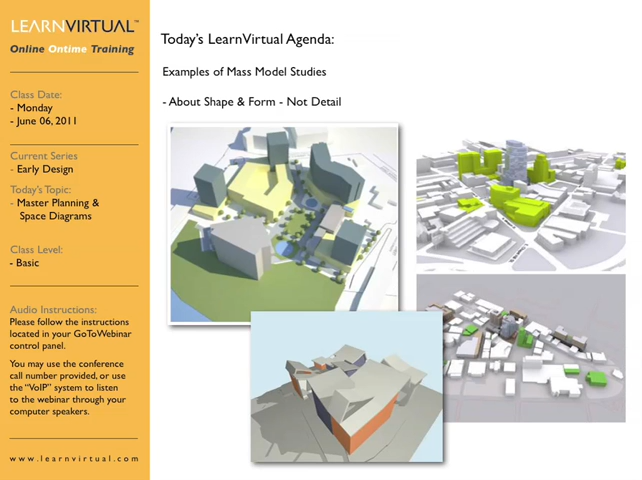 LEARNVIRTUAL™
Online Ontime Training
Class Date:
- Monday
- June 06, 2011
Current Series
- Early Design
Today's Topic:
- Master Planning &
Space Diagrams
Class Level:
- Basic
Audio Instructions:
Please follow the instructions
located in your GoToWebinar
control panel.
You may use the conference
call number provided, or use
the "VoIP" system to listen
to the webinar through your
computer speakers.
www.learnvirtual.com
Today's LearnVirtual Agenda:
Examples of Mass Model Studies
- About Shape & Form - Not Detail